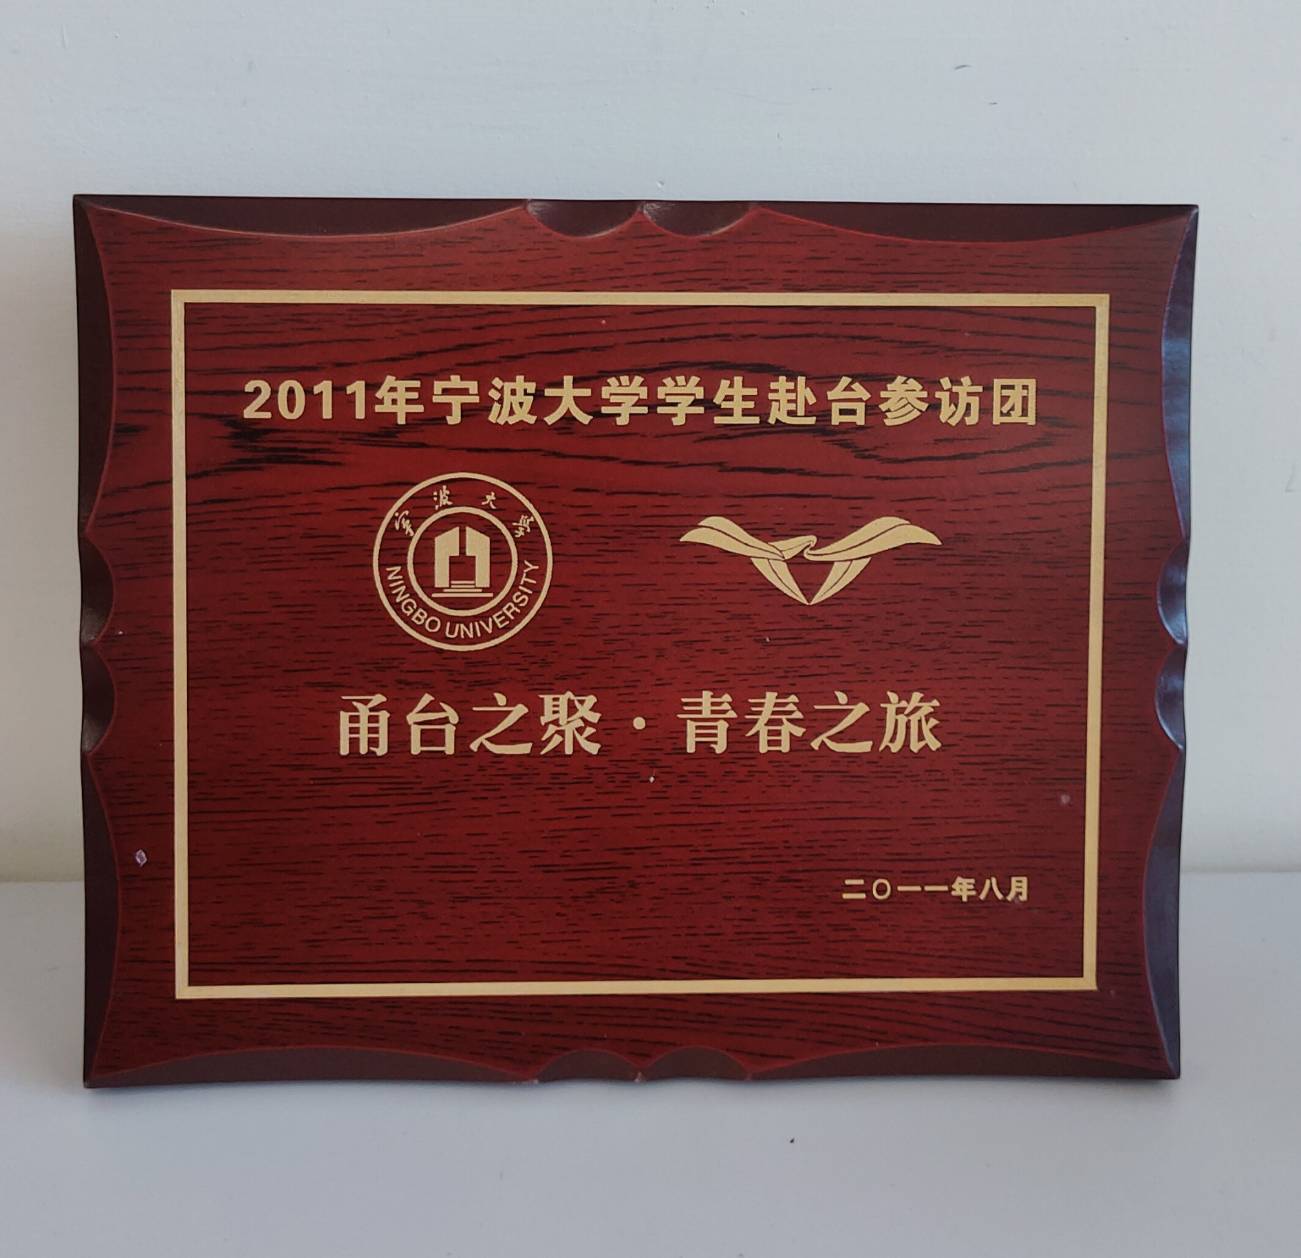 2011年宁波大学学生赴台参访团
宁波大学
NINGBO UNIVERSITY
甬台之聚·青春之旅
二〇一一年八月